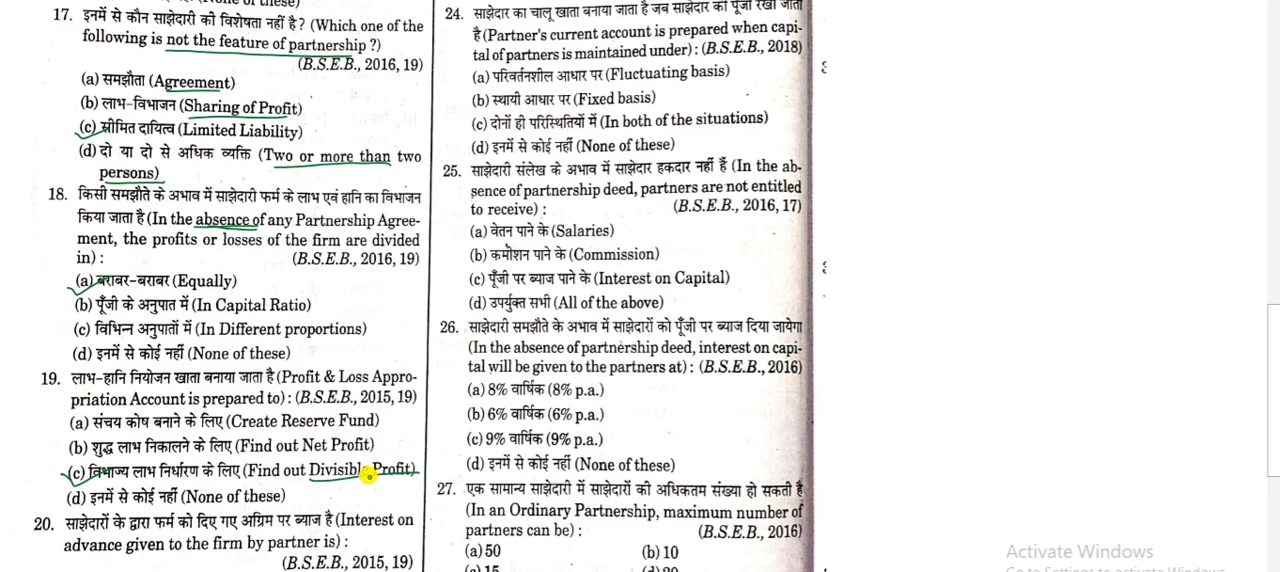 17. इनमें से कौन साझेदारी की विशेषता नहीं है? (Which one of the
following is not the feature of partnership ?)
(B.S.E.B., 2016, 19)
(a) समझौता (Agreement)
(b) लाभ-विभाजन (Sharing of Profit)
(c) सीमित दायित्व (Limited Liability)
(d) दो या दो से अधिक व्यक्ति (Two or more than two
persons)
18. किसी समझौते के अभाव में साझेदारी फर्म के लाभ एवं हानि का विभाजन
किया जाता है (In the absence of any Partnership Agree-
ment, the profits or losses of the firm are divided
in) : (B.S.E.B., 2016, 19)
(a) बराबर-बराबर (Equally)
(b) पूँजी के अनुपात में (In Capital Ratio)
(c) विभिन्न अनुपातों में (In Different proportions)
(d) इनमें से कोई नहीं (None of these)
19. लाभ-हानि नियोजन खाता बनाया जाता है (Profit & Loss Appro-
priation Account is prepared to) : (B.S.E.B., 2015, 19)
(a) संचय कोष बनाने के लिए (Create Reserve Fund)
(b) शुद्ध लाभ निकालने के लिए (Find out Net Profit)
(c) विभाज्य लाभ निर्धारण के लिए (Find out Divisible Profit)
(d) इनमें से कोई नहीं (None of these)
20. साझेदारों के द्वारा फर्म को दिए गए अग्रिम पर ब्याज है (Interest on
advance given to the firm by partner is) :
(B.S.E.B., 2015, 19)
24. साझेदार का चालू खाता बनाया जाता है जब साझेदार की पूँजी रखी जाती
है (Partner's current account is prepared when capi-
tal of partners is maintained under) : (B.S.E.B., 2018)
(a) परिवर्तनशील आधार पर (Fluctuating basis)
(b) स्थायी आधार पर (Fixed basis)
(c) दोनों ही परिस्थितियों में (In both of the situations)
(d) इनमें से कोई नहीं (None of these)
25. साझेदारी संलेख के अभाव में साझेदार हकदार नहीं हैं (In the ab-
sence of partnership deed, partners are not entitled
to receive) : (B.S.E.B., 2016, 17)
(a) वेतन पाने के (Salaries)
(b) कमीशन पाने के (Commission)
(c) पूँजी पर ब्याज पाने के (Interest on Capital)
(d) उपर्युक्त सभी (All of the above)
26. साझेदारी समझौते के अभाव में साझेदारों को पूँजी पर ब्याज दिया जायेगा
(In the absence of partnership deed, interest on capi-
tal will be given to the partners at) : (B.S.E.B., 2016)
(a) 8% वार्षिक (8% p.a.)
(b) 6% वार्षिक (6% p.a.)
(c) 9% वार्षिक (9% p.a.)
(d) इनमें से कोई नहीं (None of these)
27. एक सामान्य साझेदारी में साझेदारों की अधिकतम संख्या हो सकती है
(In an Ordinary Partnership, maximum number of
partners can be) : (B.S.E.B., 2016)
(a) 50 (b) 10
Activate Windows